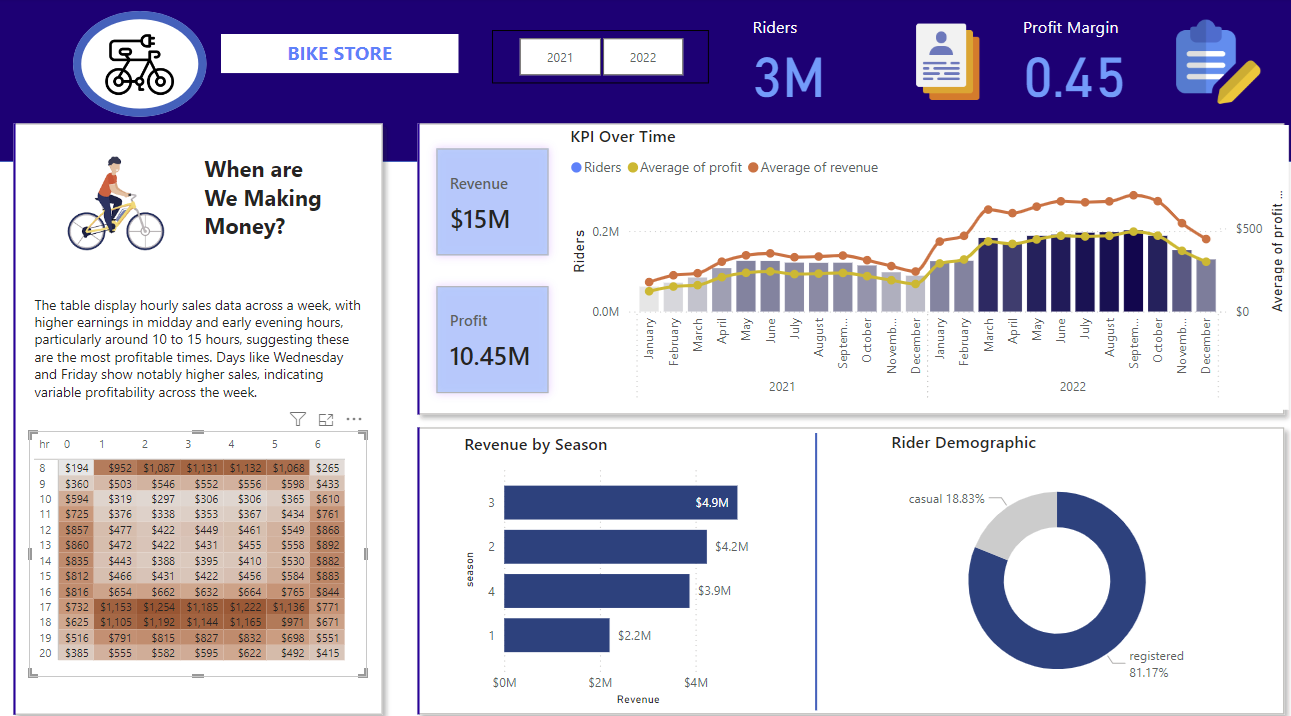 BIKE STORE
2021
2022
Riders
3M
Profit Margin
0.45
When are
We Making
Money?
The table display hourly sales data across a week, with
higher earnings in midday and early evening hours,
particularly around 10 to 15 hours, suggesting these
are the most profitable times. Days like Wednesday
and Friday show notably higher sales, indicating
variable profitability across the week.
hr 0 1 2 3 4 5 6
8 $194 $952 $1,087 $1,131 $1,132 $1,068 $265
9 $360 $503 $546 $552 $556 $598 $433
10 $594 $319 $297 $306 $306 $365 $610
11 $725 $376 $338 $353 $367 $434 $761
12 $857 $477 $422 $449 $461 $549 $868
13 $860 $472 $422 $431 $455 $558 $892
14 $835 $443 $388 $395 $410 $530 $882
15 $812 $466 $431 $422 $456 $584 $883
16 $816 $654 $662 $632 $664 $765 $844
17 $732 $1,153 $1,254 $1,185 $1,222 $1,136 $771
18 $625 $1,105 $1,192 $1,144 $1,165 $971 $671
19 $516 $791 $815 $827 $832 $698 $551
20 $385 $555 $582 $595 $622 $492 $415
Revenue
$15M
Profit
10.45M
KPI Over Time
Riders Average of profit Average of revenue
Riders
0.2M
0.0M
$500
$0
Average of profit ...
January
February
March
April
May
June
July
August
Septem...
October
Novemb...
December
January
February
March
April
May
June
July
August
Septem...
October
Novemb...
December
2021
2022
Revenue by Season
season
3 $4.9M
2 $4.2M
4 $3.9M
1 $2.2M
$0M $2M $4M
Revenue
Rider Demographic
casual 18.83%
registered
81.17%